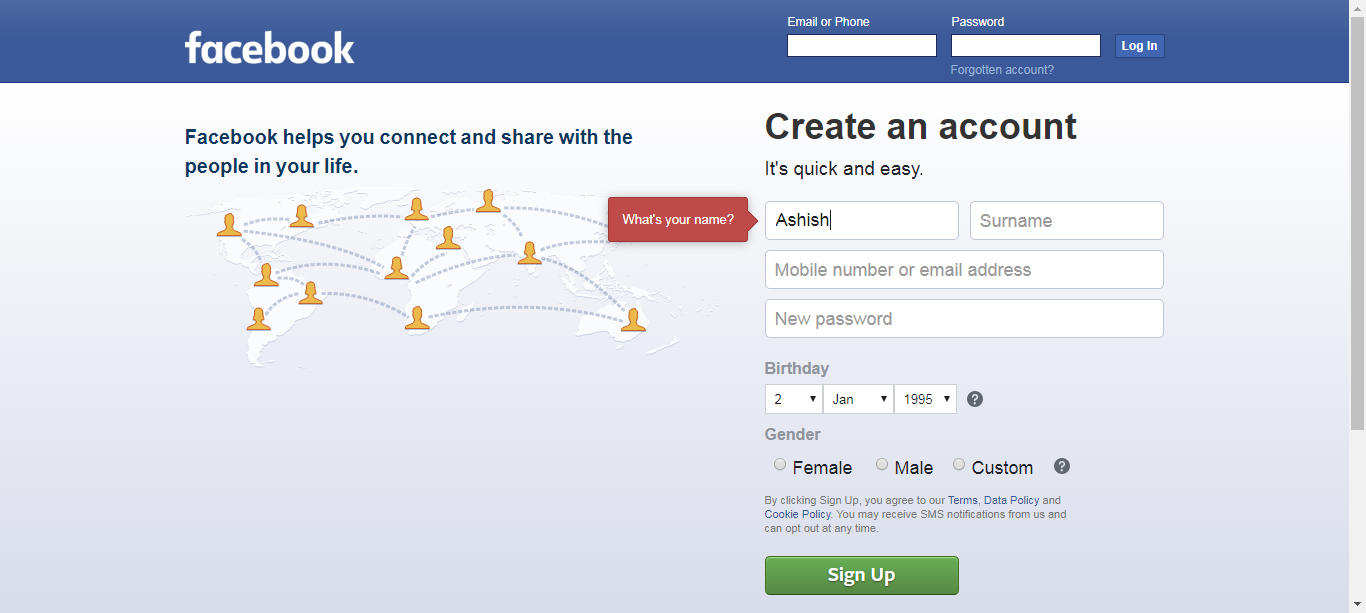 facebook
Email or Phone
Password
Log In
Forgotten account?
Facebook helps you connect and share with the
people in your life.
Create an account
It's quick and easy.
What's your name?
Ashish
Surname
Mobile number or email address
New password
Birthday
2
Jan
1995
?
Gender
Female
Male
Custom
?
By clicking Sign Up, you agree to our Terms, Data Policy and
Cookie Policy. You may receive SMS notifications from us and
can opt out at any time.
Sign Up